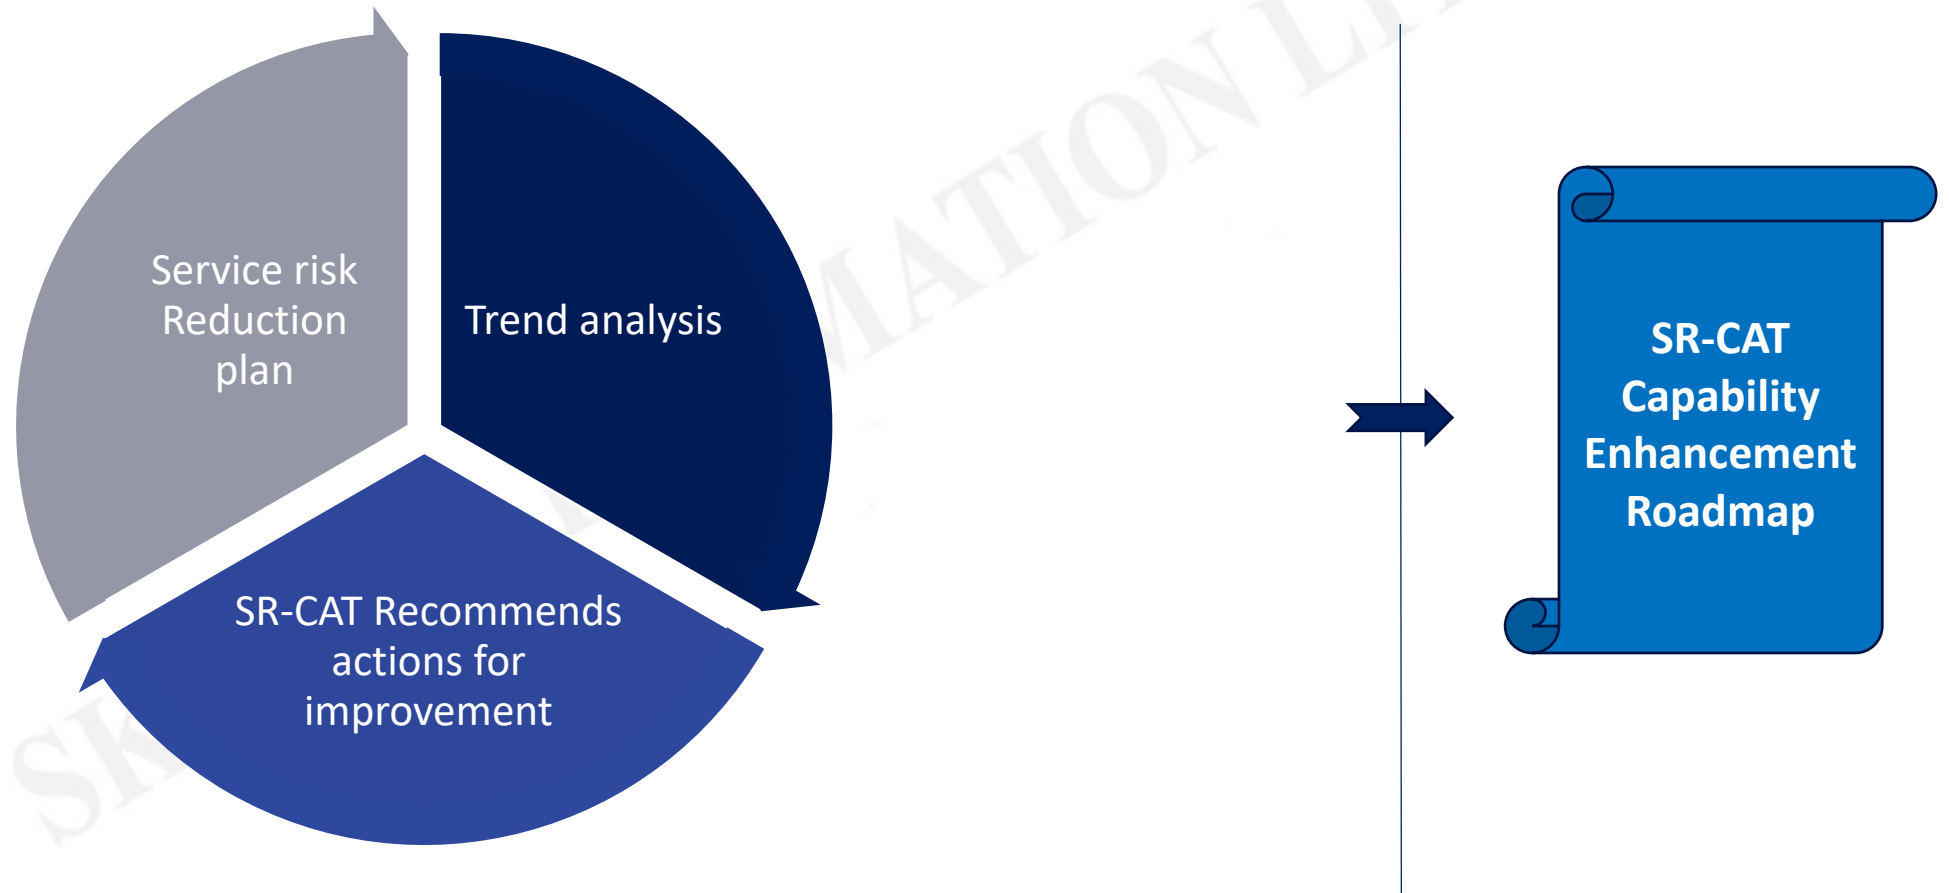 Service risk
Reduction
plan
Trend analysis
SR-CAT Recommends
actions for
improvement
SR-CAT
Capability
Enhancement
Roadmap